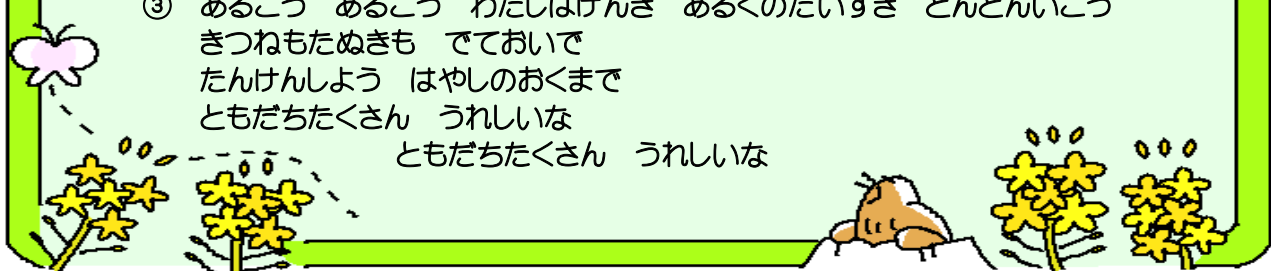 ③　あるこう　あるこう　わたしはげんき　あるくのだいすき　どんどんいこう
きつねもたぬきも　でておいで
たんけんしよう　はやしのおくまで
ともだちたくさん　うれしいな
ともだちたくさん　うれしいな